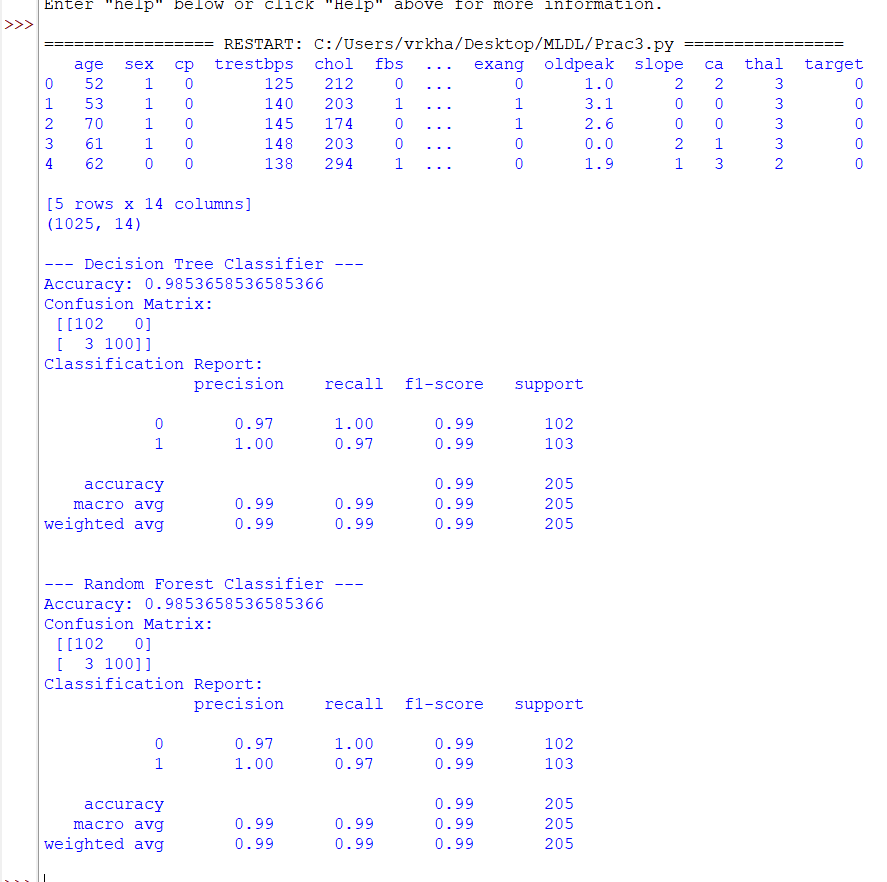 Enter "help" below or click "Help" above for more information.
>>>
================= RESTART: C:/Users/vrkha/Desktop/MLDL/Prac3.py ================
   age  sex  cp  trestbps  chol  fbs  ...  exang  oldpeak  slope  ca  thal  target
0   52    1   0       125   212    0  ...      0      1.0      2   2     3       0
1   53    1   0       140   203    1  ...      1      3.1      0   0     3       0
2   70    1   0       145   174    0  ...      1      2.6      0   0     3       0
3   61    1   0       148   203    0  ...      0      0.0      2   1     3       0
4   62    0   0       138   294    1  ...      0      1.9      1   3     2       0
[5 rows x 14 columns]
(1025, 14)
--- Decision Tree Classifier ---
Accuracy: 0.9853658536585366
Confusion Matrix:
 [[102   0]
 [  3 100]]
Classification Report:
               precision    recall  f1-score   support
           0       0.97      1.00      0.99       102
           1       1.00      0.97      0.99       103
    accuracy                           0.99       205
   macro avg       0.99      0.99      0.99       205
weighted avg       0.99      0.99      0.99       205
--- Random Forest Classifier ---
Accuracy: 0.9853658536585366
Confusion Matrix:
 [[102   0]
 [  3 100]]
Classification Report:
               precision    recall  f1-score   support
           0       0.97      1.00      0.99       102
           1       1.00      0.97      0.99       103
    accuracy                           0.99       205
   macro avg       0.99      0.99      0.99       205
weighted avg       0.99      0.99      0.99       205